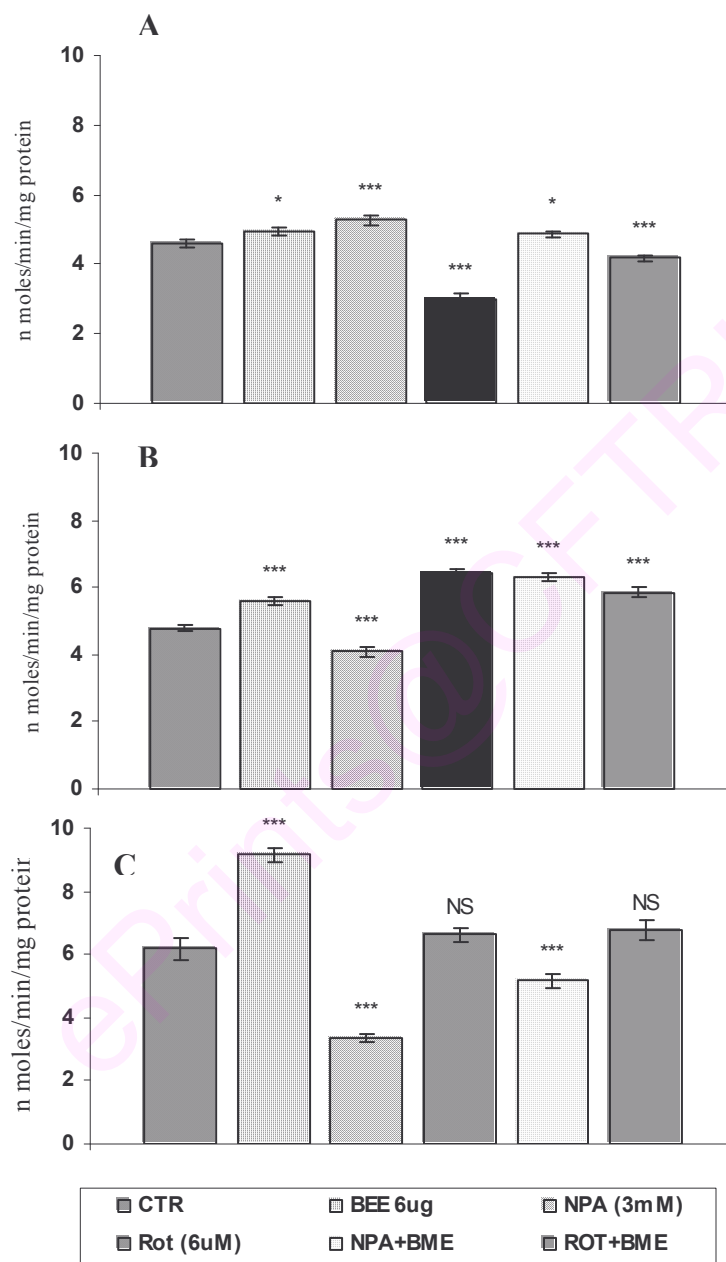 A
10
8
6
4
2
0
n moles/min/mg protein
*
***
***
*
***
B
10
8
6
4
2
0
n moles/min/mg protein
***
***
***
***
***
C
10
8
6
4
2
0
n moles/min/mg proteir
***
***
NS
***
NS
CTR BEE 6ug NPA (3mM)
Rot (6uM) NPA+BME ROT+BME
ePrints@CFTR